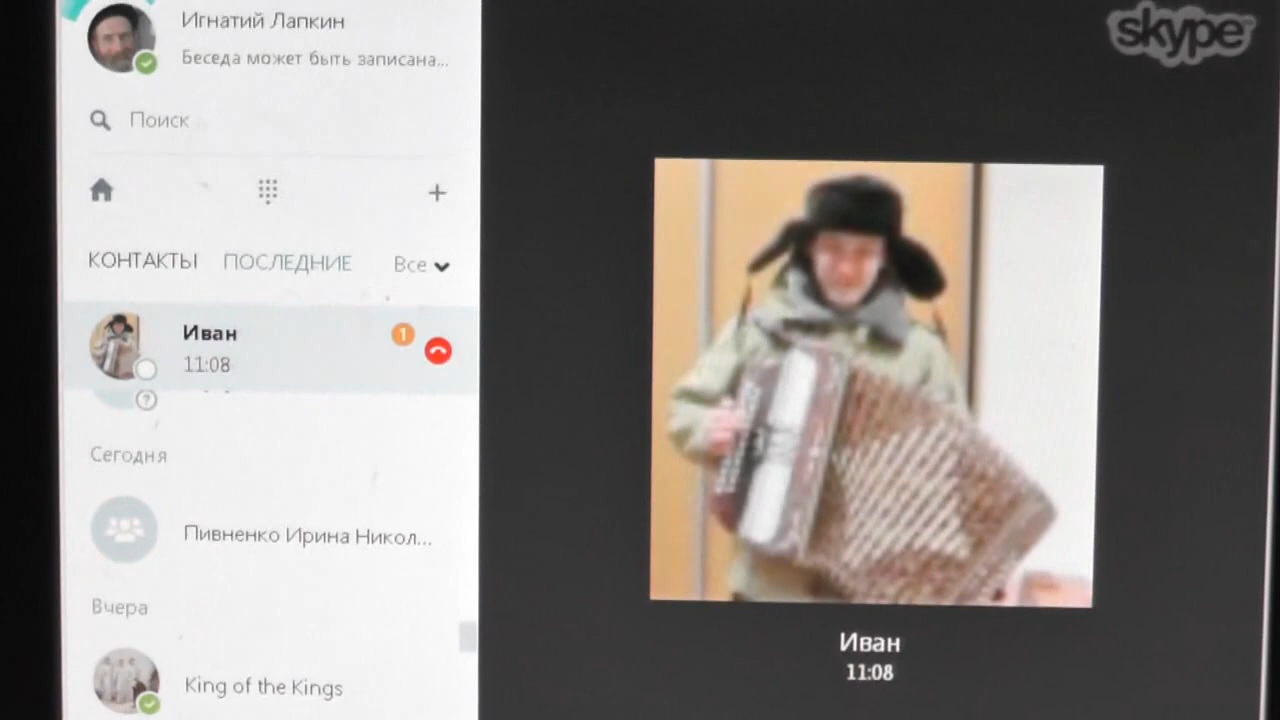 Игнатий Лапкин
Беседа может быть записана...
Поиск
КОНТАКТЫ ПОСЛЕДНИЕ Все
Иван
1
11:08
?
Сегодня
Пивненко Ирина Никол...
Вчера
King of the Kings
skype
Иван
11:08